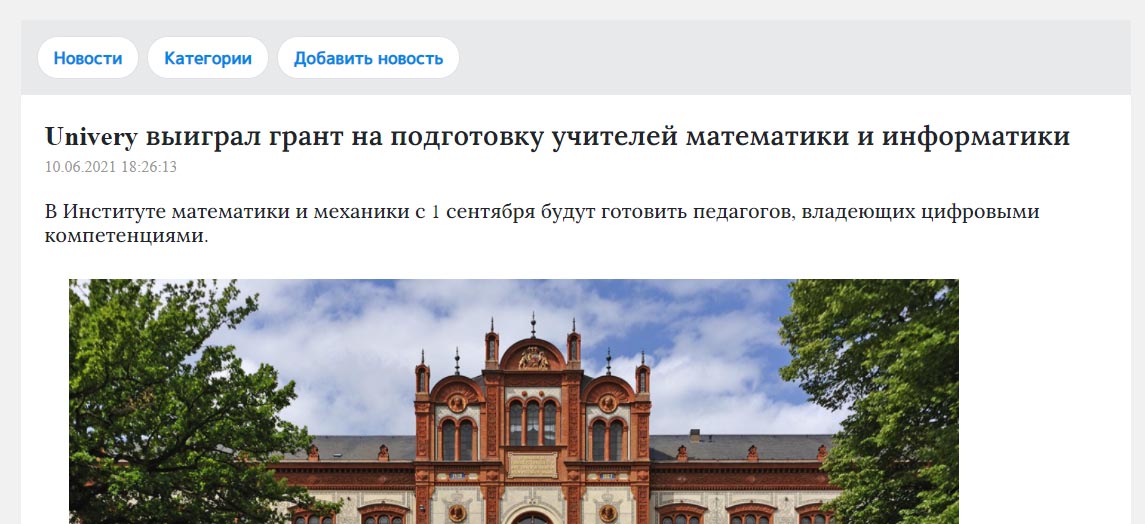 Новости Категории Добавить новость
Univery выиграл грант на подготовку учителей математики и информатики
10.06.2021 18:26:13
В Институте математики и механики с 1 сентября будут готовить педагогов, владеющих цифровыми
компетенциями.